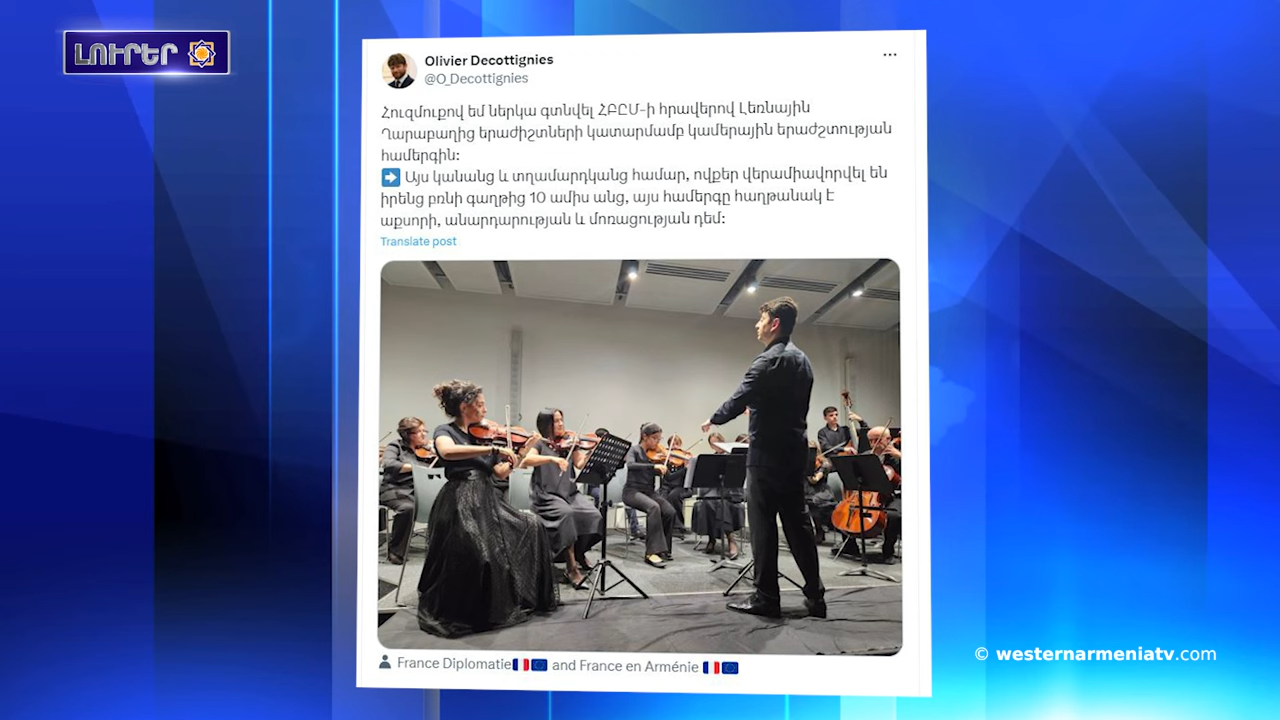 ԼՈՒՐԵՐ
Olivier Decottignies
@O_Decottignies
Հուզմուքով եմ ներկա գտնվել ՀԲԸՄ-ի հրավերով Լեռնային
Ղարաբաղից երաժիշտների կատարմամբ կամերային երաժշտության
համերգին:
Այս կանանց և տղամարդկանց համար, ովքեր վերամիավորվել են
իրենց բռնի գաղթից 10 ամիս անց, այս համերգը հաղթանակ է
աքսորի, անարդարության և մոռացության դեմ:
Translate post
France Diplomatie🇫🇷🇪🇺 and France en Arménie 🇫🇷🇪🇺
© westernarmeniatv.com